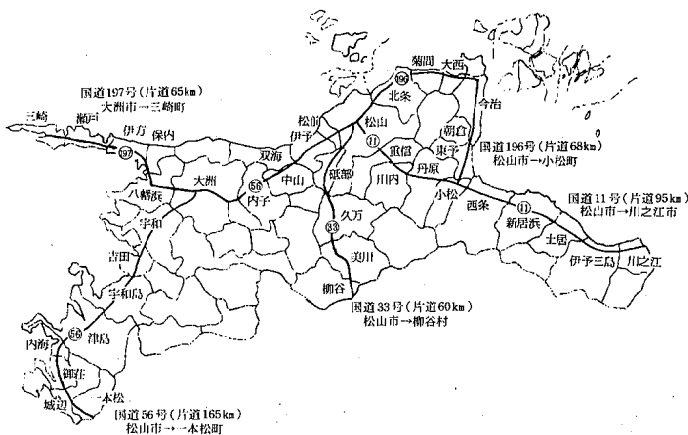 菊間
大西
196
北条
今治
国道197号(片道65km)
大洲市→三崎町
三崎
瀬戸
伊方
保内
松前
松山
伊予
朝倉
双海
11
重信
東予
国道196号(片道68km)
松山市→小松町
197
大洲
56
中山
砥部
川内
丹原
小松
西条
国道11号(片道95km)
松山市→川之江市
八幡浜
内子
11
新居浜
宇和
33
久万
土居
吉田
美川
伊予三島
川之江
宇和島
柳谷
国道33号(片道60km)
松山市→柳谷村
56
津島
内海
御荘
城辺
一本松
国道56号(片道165km)
松山市→一本松町